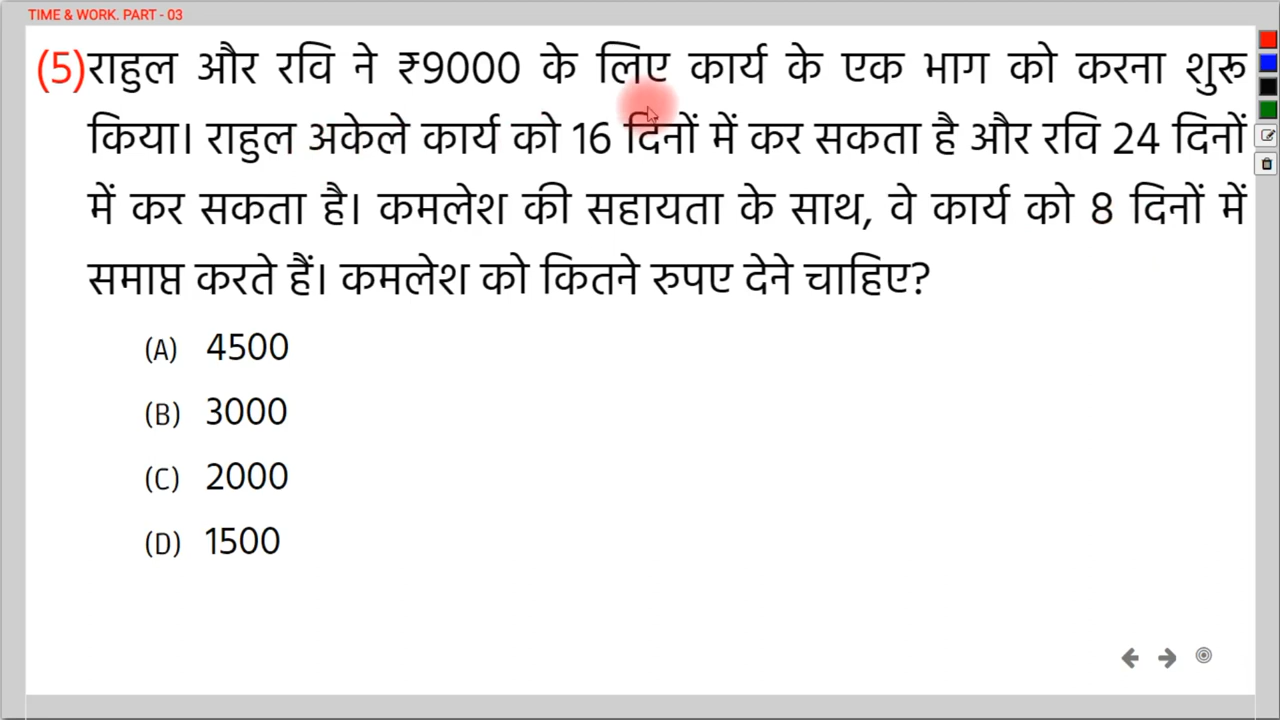 TIME & WORK. PART - 03
(5)राहुल और रवि ने ₹9000 के लिए कार्य के एक भाग को करना शुरू
किया। राहुल अकेले कार्य को 16 दिनों में कर सकता है और रवि 24 दिनों
में कर सकता है। कमलेश की सहायता के साथ, वे कार्य को 8 दिनों में
समाप्त करते हैं। कमलेश को कितने रुपए देने चाहिए?
(A) 4500
(B) 3000
(C) 2000
(D) 1500